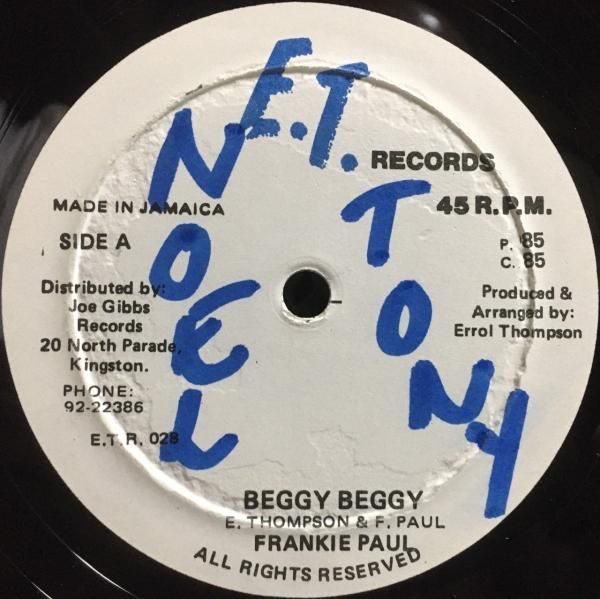 E.T. RECORDS
NOEL
TONY
MADE IN JAMAICA
45 R.P.M.
SIDE A
P. 85
C. 85
Distributed by:
Joe Gibbs
Records
20 North Parade,
Kingston.
PHONE:
92-22386
E.T.R. 028
Produced &
Arranged by:
Errol Thompson
BEGGY BEGGY
E. THOMPSON & F. PAUL
FRANKIE PAUL
ALL RIGHTS RESERVED